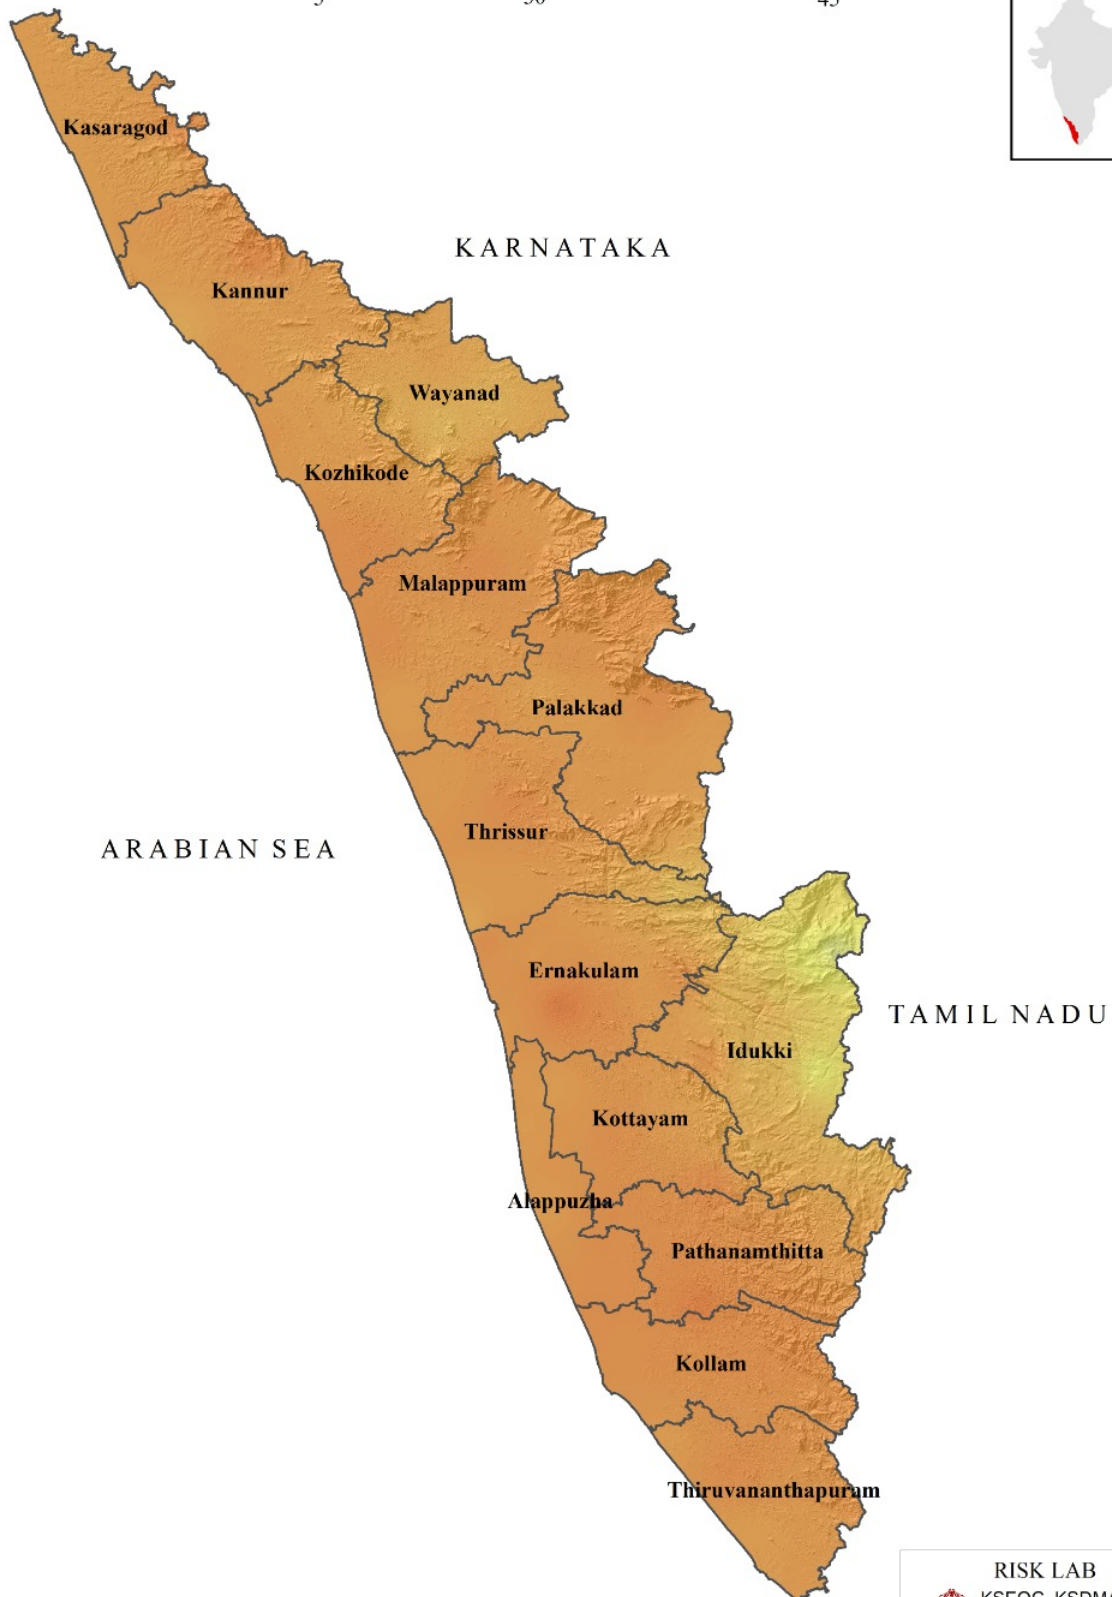 Kasaragod
KARNATAKA
Kannur
Wayanad
Kozhikode
Malappuram
Palakkad
Thrissur
ARABIAN SEA
Ernakulam
TAMIL NADU
Idukki
Kottayam
Alappuzha
Pathanamthitta
Kollam
Thiruvananthapuram
RISK LAB